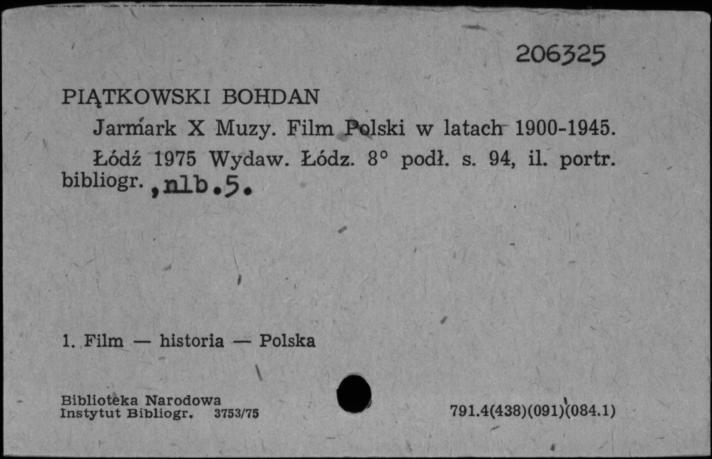 206325
PIĄTKOWSKI BOHDAN
Jarmark X Muzy. Film Polski w latach 1900-1945.
Łódź 1975 Wydaw. Łódz. 8° podł. s. 94, il. portr.
bibliogr. , nlb.5.
1. Film — historia — Polska
Biblioteka Narodowa
Instytut Bibliogr. 3753/75
791.4(438)(091)(084.1)